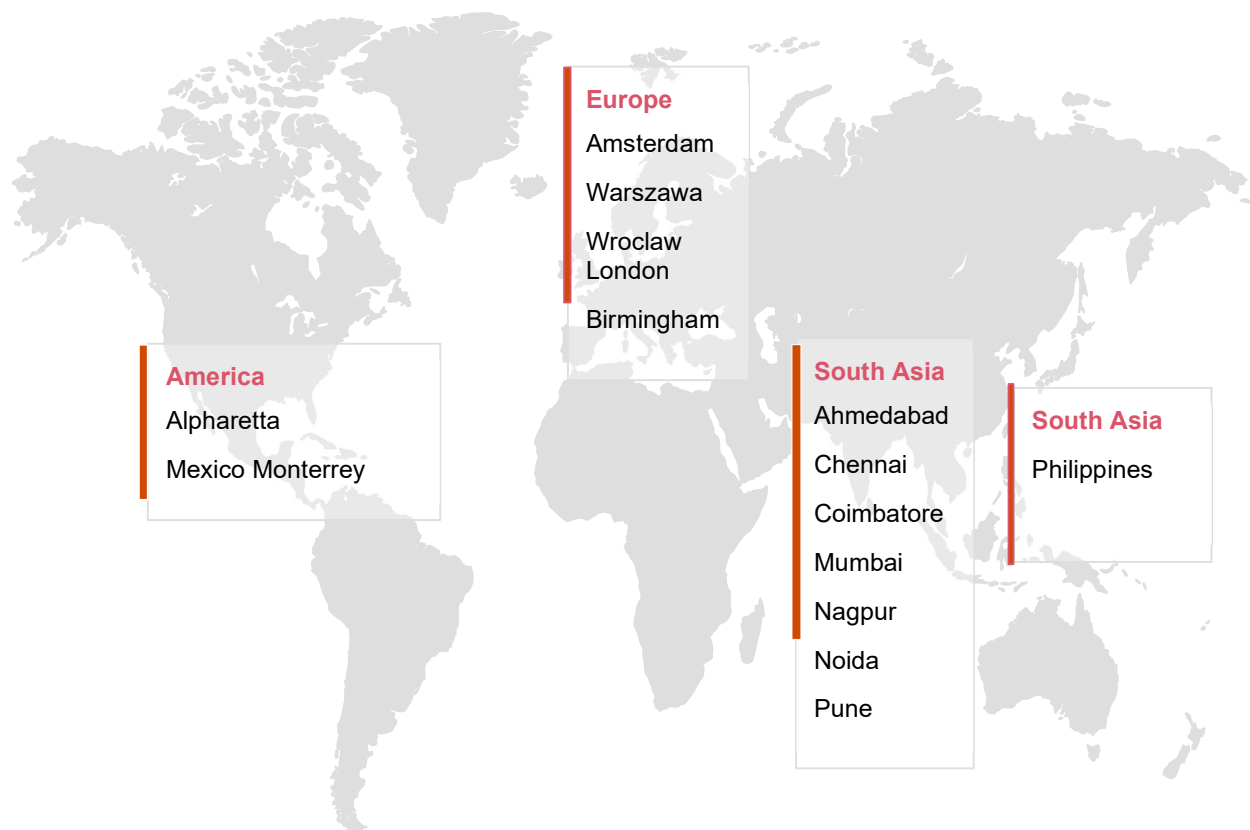 Europe
Amsterdam
Warszawa
Wroclaw
London
Birmingham
America
Alpharetta
Mexico Monterrey
South Asia
Ahmedabad
Chennai
Coimbatore
Mumbai
Nagpur
Noida
Pune
South Asia
Philippines